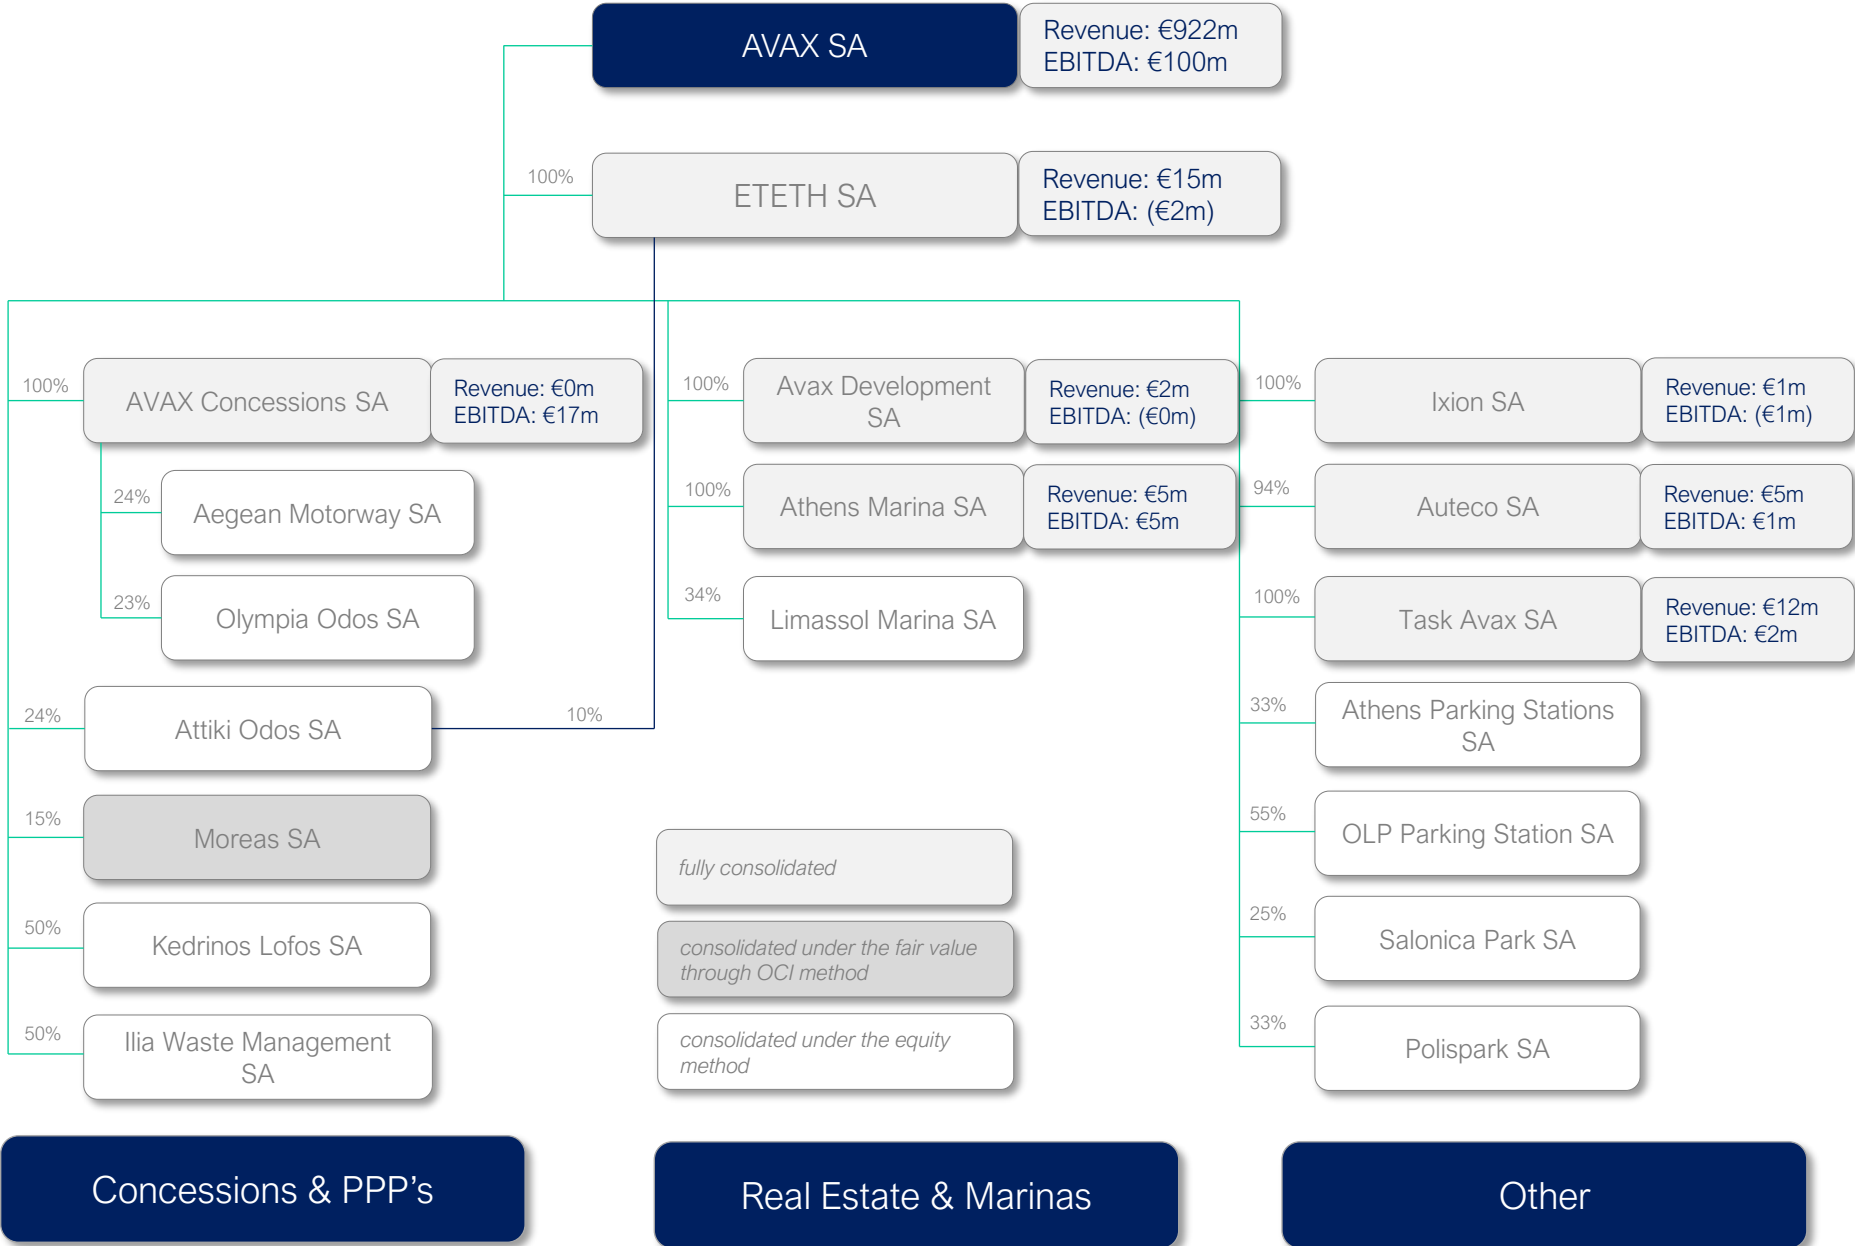 AVAX SA
Revenue: €922m
EBITDA: €100m
100%
ETETH SA
Revenue: €15m
EBITDA: (€2m)
100%
AVAX Concessions SA
Revenue: €0m
EBITDA: €17m
24%
Aegean Motorway SA
23%
Olympia Odos SA
24%
Attiki Odos SA
10%
15%
Moreas SA
50%
Kedrinos Lofos SA
50%
Ilia Waste Management
SA
Concessions & PPP’s
100%
Avax Development
SA
Revenue: €2m
EBITDA: (€0m)
100%
Athens Marina SA
Revenue: €5m
EBITDA: €5m
34%
Limassol Marina SA
fully consolidated
consolidated under the fair value
through OCI method
consolidated under the equity
method
Real Estate & Marinas
100%
Ixion SA
Revenue: €1m
EBITDA: (€1m)
94%
Auteco SA
Revenue: €5m
EBITDA: €1m
100%
Task Avax SA
Revenue: €12m
EBITDA: €2m
33%
Athens Parking Stations
SA
55%
OLP Parking Station SA
25%
Salonica Park SA
33%
Polispark SA
Other